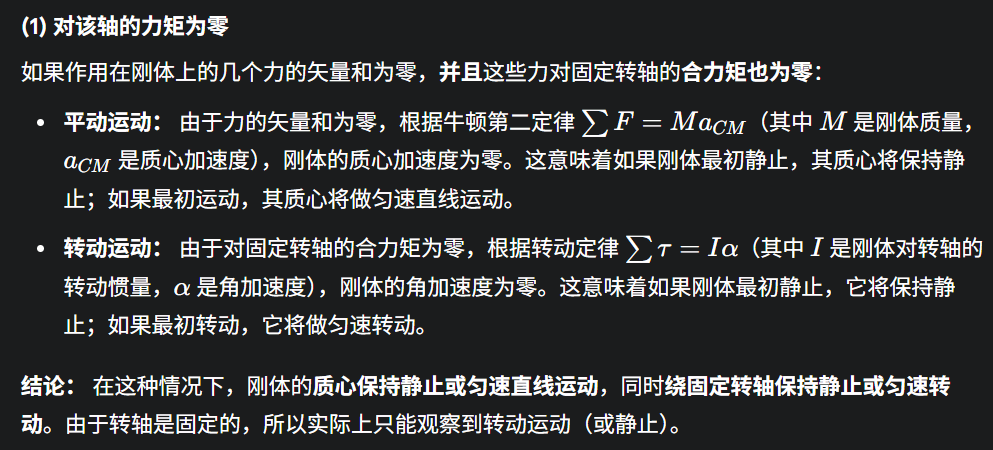 (1) 对该轴的力矩为零
如果作用在刚体上的几个力的矢量和为零，并且这些力对固定转轴的合力矩也为零：
• 平动运动： 由于力的矢量和为零，根据牛顿第二定律 ∑F = Ma_{CM}（其中 M 是刚体质量，
a_{CM} 是质心加速度），刚体的质心加速度为零。这意味着如果刚体最初静止，其质心将保持静
止；如果最初运动，其质心将做匀速直线运动。
• 转动运动： 由于对固定转轴的合力矩为零，根据转动定律 ∑τ = Iα（其中 I 是刚体对转轴的
转动惯量，α 是角加速度），刚体的角加速度为零。这意味着如果刚体最初静止，它将保持静
止；如果最初转动，它将做匀速转动。
结论： 在这种情况下，刚体的质心保持静止或匀速直线运动，同时绕固定转轴保持静止或匀速转
动。由于转轴是固定的，所以实际上只能观察到转动运动（或静止）。